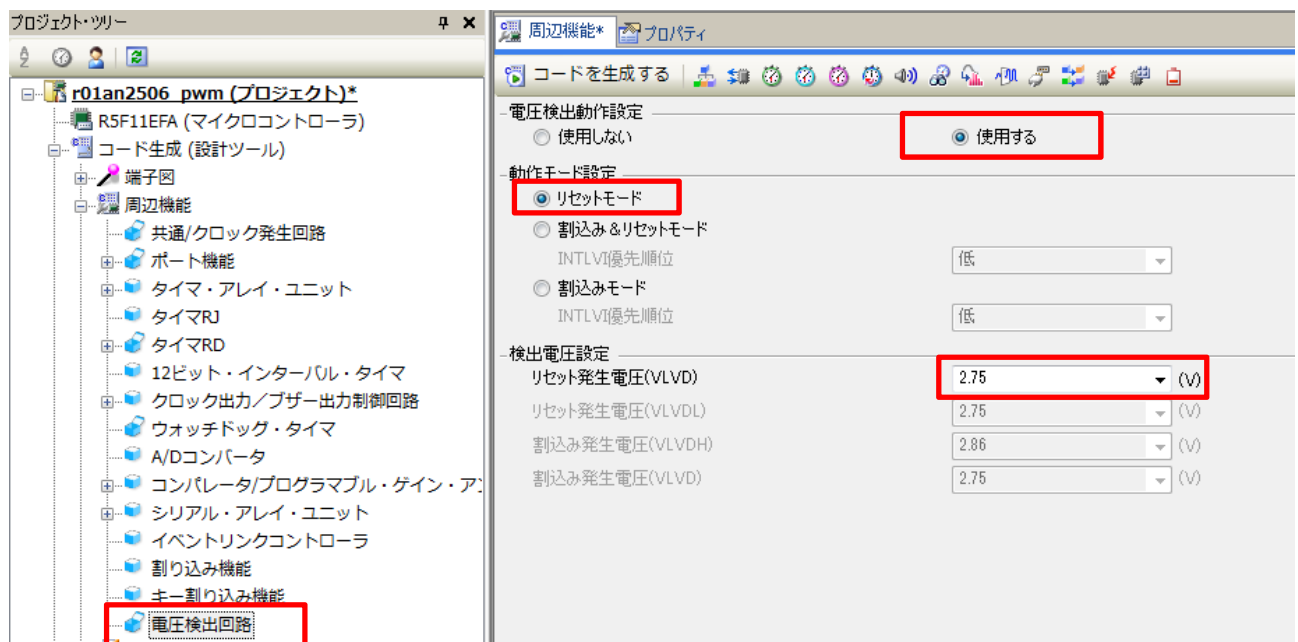 プロジェクト・ツリー
r01an2506_pwm (プロジェクト)*
R5F11EFA (マイクロコントローラ)
コード生成 (設計ツール)
端子図
周辺機能
共通/クロック発生回路
ポート機能
タイマ・アレイ・ユニット
タイマRJ
タイマRD
12ビット・インターバル・タイマ
クロック出力／ブザー出力制御回路
ウォッチドッグ・タイマ
A/Dコンバータ
コンパレータ/プログラマブル・ゲイン・アン
シリアル・アレイ・ユニット
イベントリンクコントローラ
割り込み機能
キー割り込み機能
電圧検出回路
周辺機能* プロパティ
コードを生成する
電圧検出動作設定
使用しない 使用する
動作モード設定
リセットモード
割込み＆リセットモード
INTLVI優先順位 低
割込みモード
INTLVI優先順位 低
検出電圧設定
リセット発生電圧(VLVD) 2.75 (V)
リセット発生電圧(VLVDL) 2.75 (V)
割込み発生電圧(VLVDH) 2.86 (V)
割込み発生電圧(VLVD) 2.75 (V)